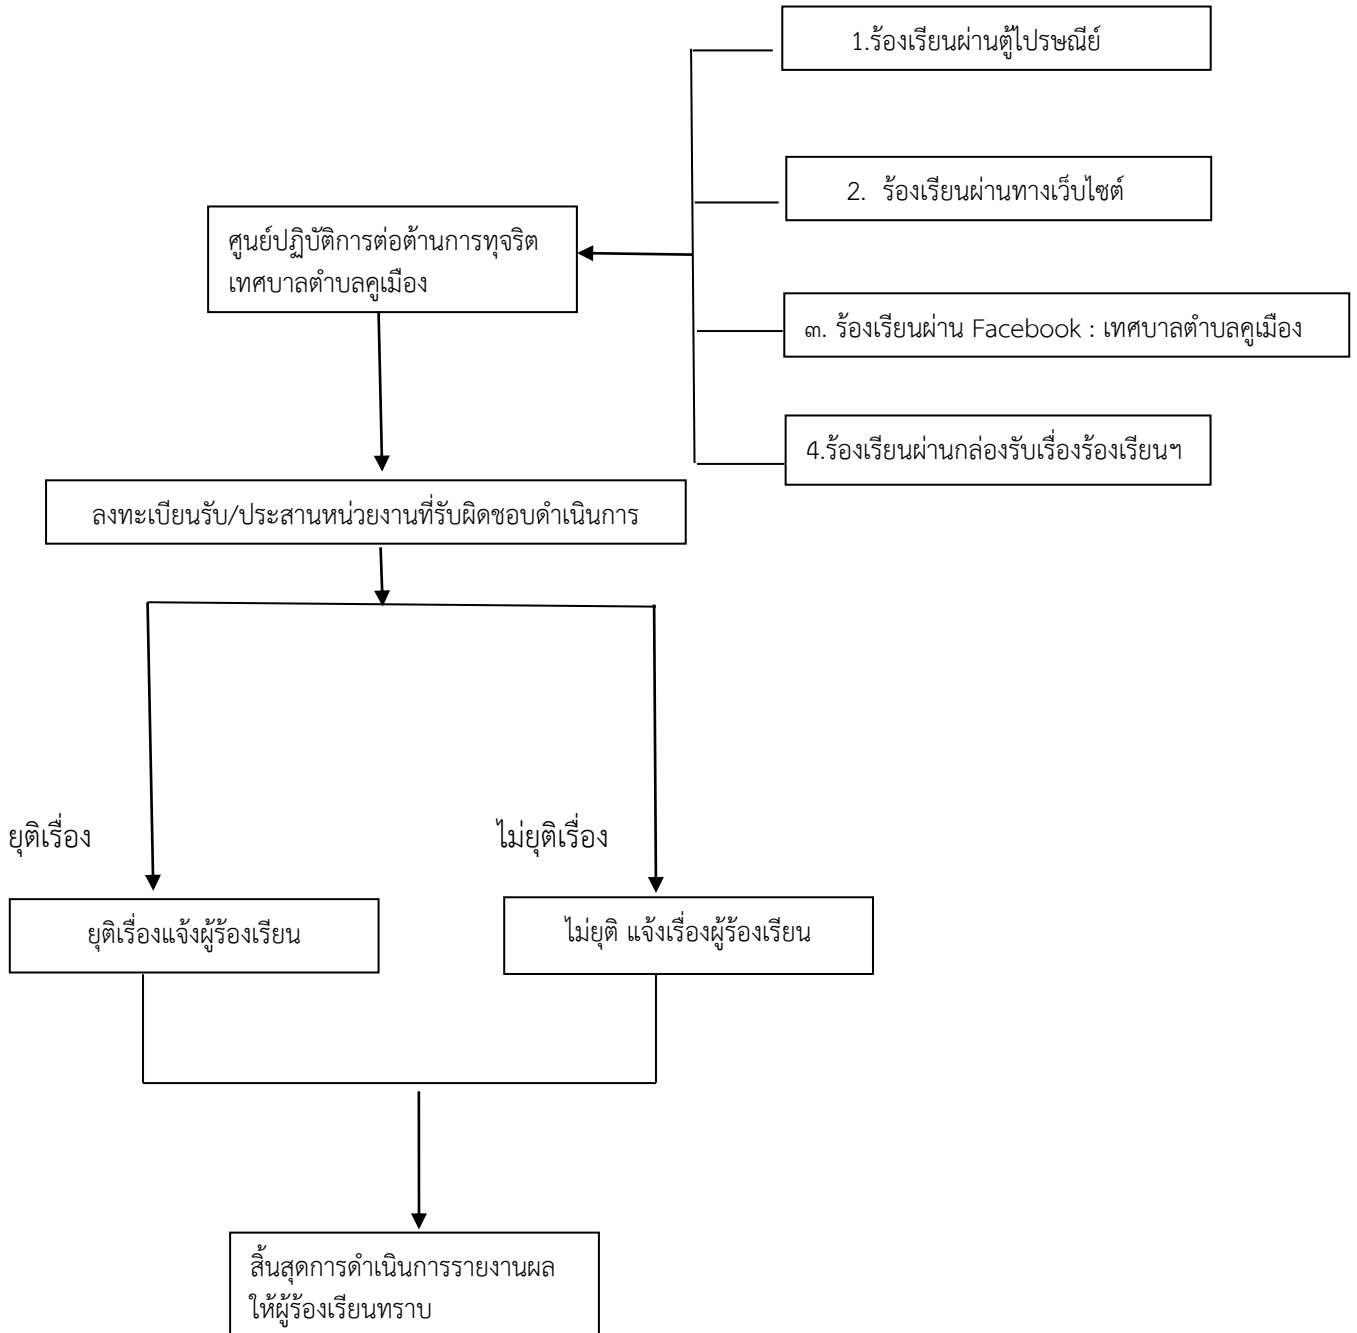 1.ร้องเรียนผ่านตู้ไปรษณีย์
2. ร้องเรียนผ่านทางเว็บไซต์
ศูนย์ปฏิบัติการต่อต้านการทุจริต
เทศบาลตำบลคูเมือง
๓. ร้องเรียนผ่าน Facebook : เทศบาลตำบลคูเมือง
4.ร้องเรียนผ่านกล่องรับเรื่องร้องเรียนฯ
ลงทะเบียนรับ/ประสานหน่วยงานที่รับผิดชอบดำเนินการ
ยุติเรื่อง
ไม่ยุติเรื่อง
ยุติเรื่องแจ้งผู้ร้องเรียน
ไม่ยุติ แจ้งเรื่องผู้ร้องเรียน
สิ้นสุดการดำเนินการรายงานผล
ให้ผู้ร้องเรียนทราบ